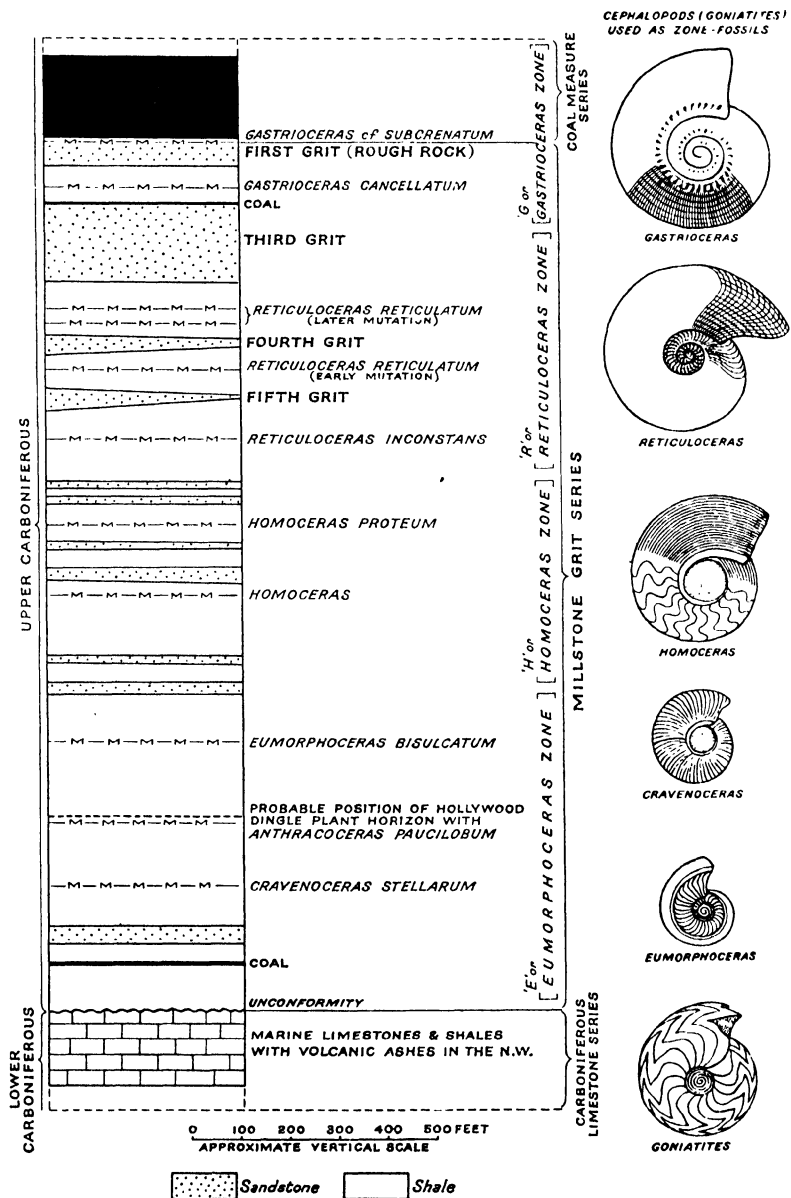 CEPHALOPODS (GONIATITES)
USED AS ZONE-FOSSILS
COAL MEASURE
SERIES
'G' or
[GASTRIOCERAS ZONE]
M M M M M
GASTRIOCERAS cf SUBCRENATUM
FIRST GRIT (ROUGH ROCK)
M M M M
GASTRIOCERAS CANCELLATUM
COAL
GASTRIOCERAS
THIRD GRIT
M M M M
RETICULOCERAS RETICULATUM
M M M M
(LATER MUTATION)
FOURTH GRIT
M M M M
RETICULOCERAS RETICULATUM
(EARLY MUTATION)
FIFTH GRIT
'R' or
[RETICULOCERAS ZONE]
RETICULOCERAS
M M M M
RETICULOCERAS INCONSTANS
UPPER CARBONIFEROUS
MILLSTONE GRIT SERIES
M M M M
HOMOCERAS PROTEUM
M M M M
HOMOCERAS
'H' or
[HOMOCERAS ZONE]
HOMOCERAS
M M M M
EUMORPHOCERAS BISULCATUM
CRAVENOCERAS
PROBABLE POSITION OF HOLLYWOOD
DINGLE PLANT HORIZON WITH
M M M M
ANTHRACOCERAS PAUCILOBUM
M M M M
CRAVENOCERAS STELLARUM
EUMORPHOCERAS
COAL
'E' or
[EUMORPHOCERAS ZONE]
UNCONFORMITY
LOWER
CARBONIFEROUS
MARINE LIMESTONES & SHALES
WITH VOLCANIC ASHES IN THE N.W.
CARBONIFEROUS
LIMESTONE SERIES
GONIATITES
0 100 200 300 400 500 FEET
APPROXIMATE VERTICAL SCALE
Sandstone
Shale